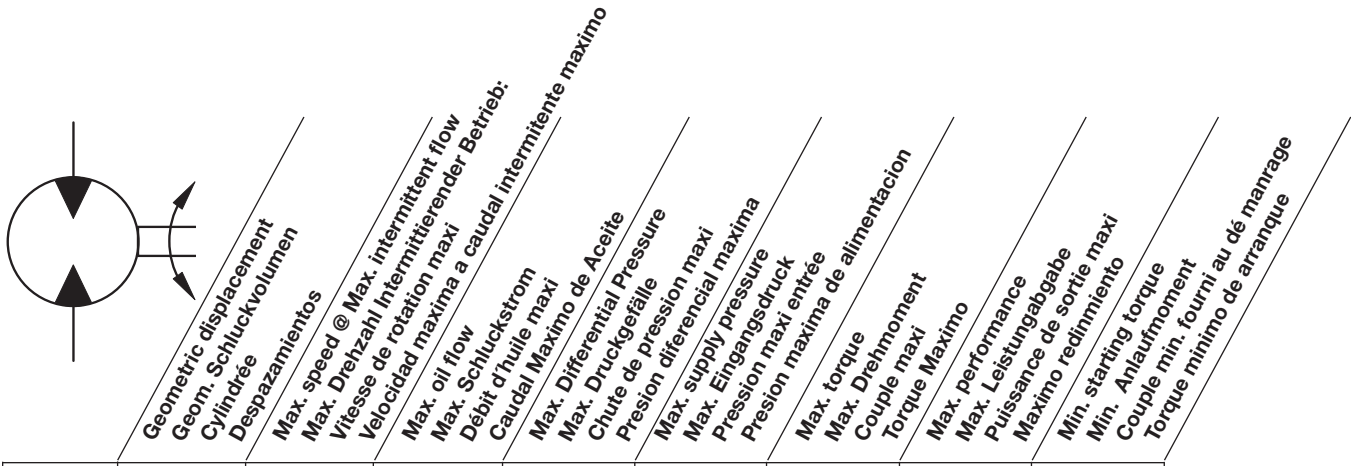 Geometric displacement
Geom. Schluckvolumen
Cylindrée
Despazamientos
Max. speed @ Max. intermittent flow
Max. Drehzahl Intermittierender Betrieb:
Vitesse de rotation maxi
Velocidad maxima a caudal intermitente maximo
Max. oil flow
Max. Schluckstrom
Débit d'huile maxi
Caudal Maximo de Aceite
Max. Differential Pressure
Max. Druckgefälle
Chute de pression maxi
Presion diferencial maxima
Max. supply pressure
Max. Eingangsdruck
Pression maxi entrée
Presion maxima de alimentacion
Max. torque
Max. Drehmoment
Couple maxi
Torque Maximo
Max. performance
Max. Leistungabgabe
Puissance de sortie maxi
Maximo redinmiento
Min. starting torque
Min. Anlaufmoment
Couple min. fourni au dé manrage
Torque minimo de arranque